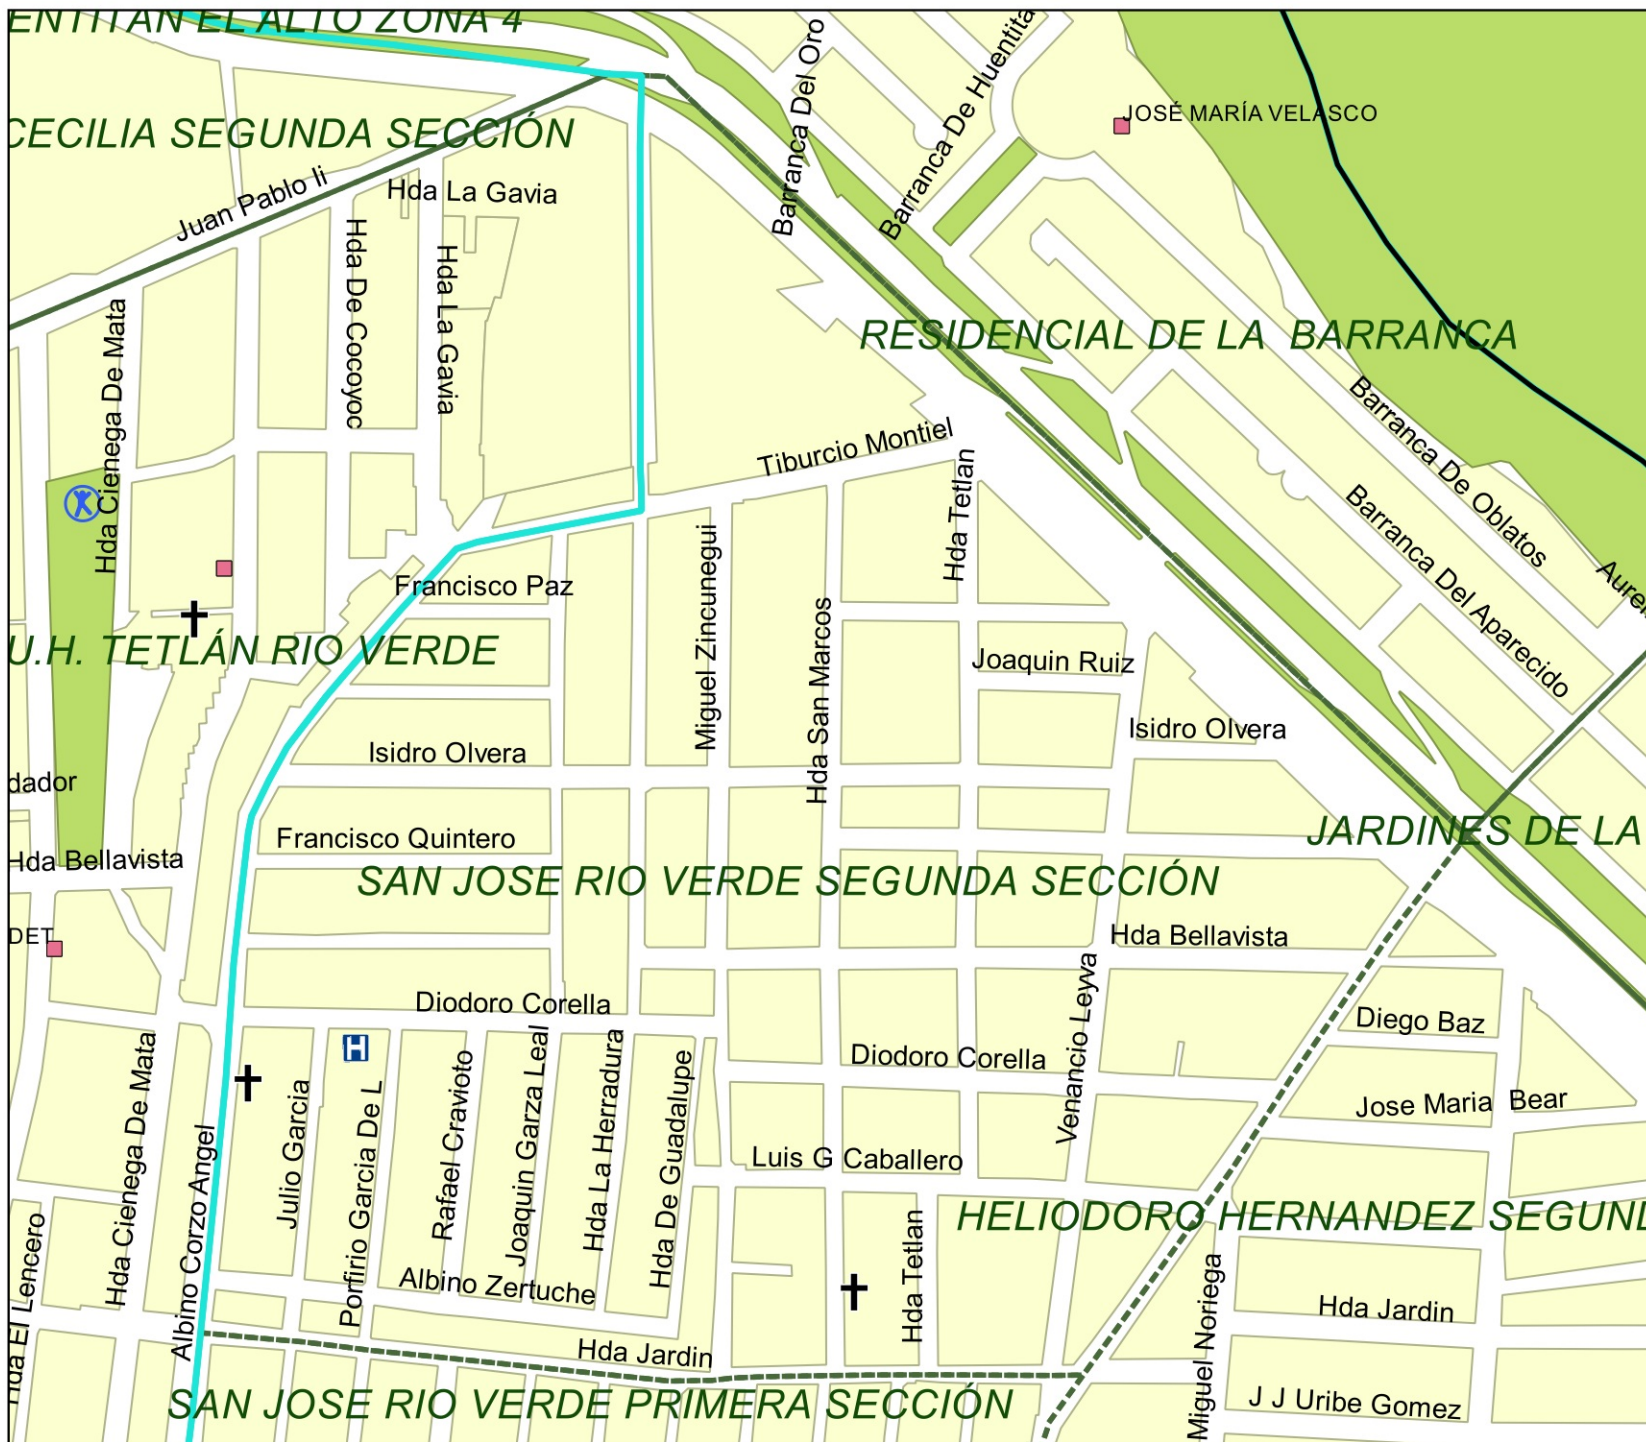 ENTITÁN EL ALTO ZONA 4
CECILIA SEGUNDA SECCIÓN
Juan Pablo Ii
Hda La Gavia
Hda De Cocoyoc
Hda La Gavia
Hda Cienega De Mata
Barranca Del Oro
Barranca De Huentita
JOSÉ MARÍA VELASCO
RESIDENCIAL DE LA BARRANCA
Barranca De Oblatos
Barranca Del Aparecido
Tiburcio Montiel
Hda Tetlan
Miguel Zincunegui
Hda San Marcos
Francisco Paz
U.H. TETLÁN RIO VERDE
Joaquin Ruiz
Isidro Olvera
Isidro Olvera
dador
Francisco Quintero
JARDINES DE LA
Hda Bellavista
SAN JOSE RIO VERDE SEGUNDA SECCIÓN
DET
Hda Bellavista
Venancio Leyva
Diodoro Corella
Diego Baz
Diodoro Corella
Jose Maria Bear
Hda Cienega De Mata
Albino Corzo Angel
Julio Garcia
Porfirio Garcia De L
Rafael Cravioto
Joaquin Garza Leal
Hda La Herradura
Hda De Guadalupe
Luis G Caballero
HELIODORO HERNANDEZ SEGUND
Hda El Lencero
Albino Zertuche
Hda Tetlan
Miguel Noriega
Hda Jardin
Hda Jardin
SAN JOSE RIO VERDE PRIMERA SECCIÓN
J J Uribe Gomez